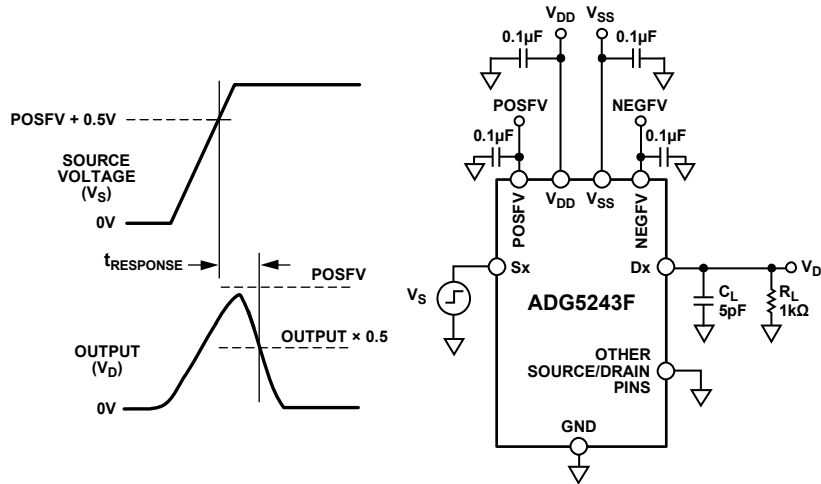 POSFV + 0.5V
SOURCE
VOLTAGE
(VS)
0V
tRESPONSE
POSFV
OUTPUT × 0.5
OUTPUT
(VD)
0V
VDD
VSS
0.1µF
0.1µF
POSFV
NEGFV
0.1µF
0.1µF
POSFV
VDD
VSS
NEGFV
Sx
Dx
VD
VS
ADG5243F
CL
5pF
RL
1kΩ
OTHER
SOURCE/DRAIN
PINS
GND